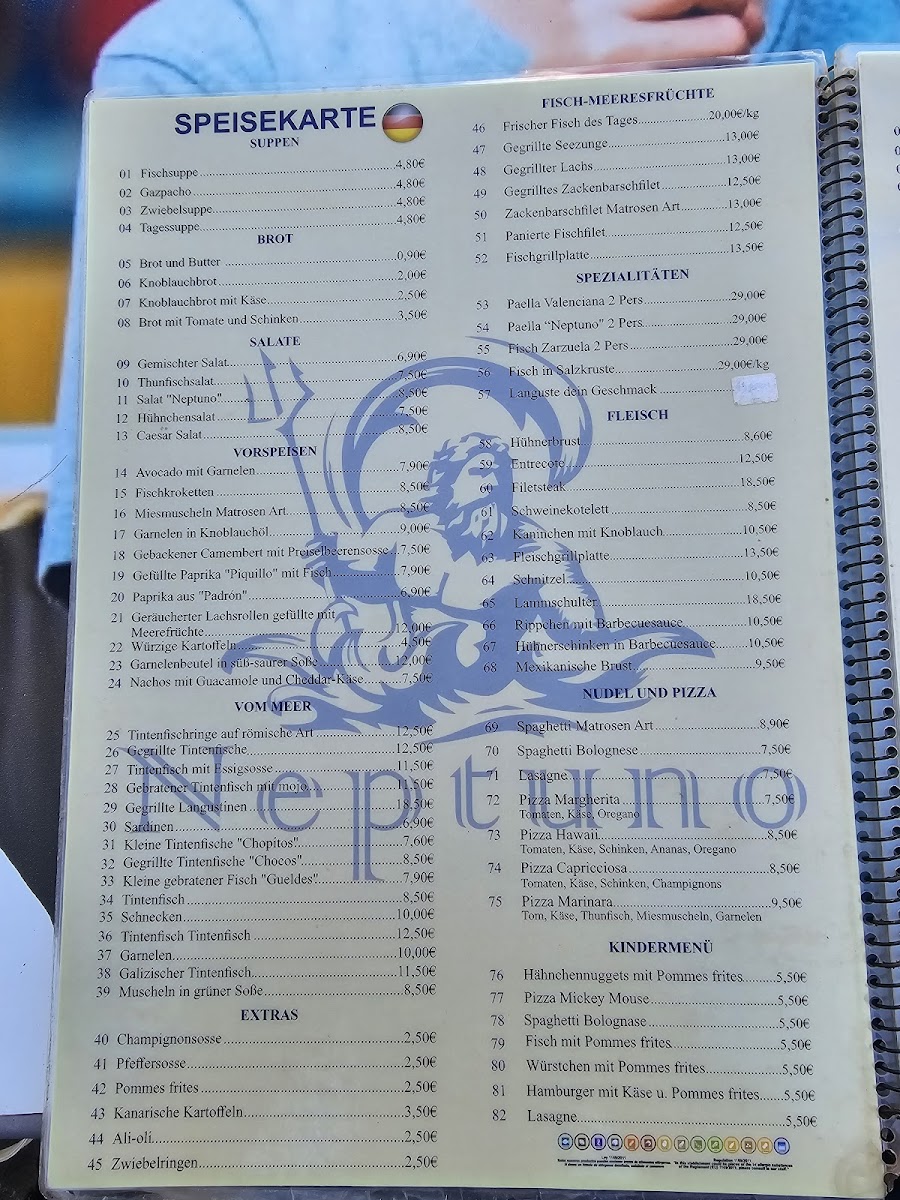 SPEISEKARTE
SUPPEN
01 Fischsuppe 4,80€
02 Gazpacho 4,80€
03 Zwiebelsuppe 4,80€
04 Tagessuppe 4,80€
BROT
05 Brot und Butter 0,90€
06 Knoblauchbrot 2,00€
07 Knoblauchbrot mit Käse 2,50€
08 Brot mit Tomate und Schinken 3,50€
SALATE
09 Gemischter Salat 6,90€
10 Thunfischsalat 7,50€
11 Salat "Neptuno" 8,50€
12 Hühnchensalat 7,50€
13 Caesar Salat 8,50€
VORSPEISEN
14 Avocado mit Garnelen 7,90€
15 Fischkroketten 8,50€
16 Miesmuscheln Matrosen Art 8,50€
17 Garnelen in Knoblauchöl 9,00€
18 Gebackener Camembert mit Preiselbeerensosse 7,50€
19 Gefüllte Paprika "Piquillo" mit Fisch 7,90€
20 Paprika aus "Padrón" 6,90€
21 Geräucherter Lachsrollen gefüllte mit
Meerefrüchte 12,00€
22 Würzige Kartoffeln 4,50€
23 Garnelenbeutel in süß-saurer Soße 12,00€
24 Nachos mit Guacamole und Cheddar-Käse 7,50€
VOM MEER
25 Tintenfischringe auf römische Art 12,50€
26 Gegrillte Tintenfische 12,50€
27 Tintenfisch mit Essigsosse 11,50€
28 Gebratener Tintenfisch mit mojo 11,50€
29 Gegrillte Langustinen 18,50€
30 Sardinen 6,90€
31 Kleine Tintenfische "Chopitos" 7,60€
32 Gegrillte Tintenfische "Chocos" 8,50€
33 Kleine gebratener Fisch "Gueldes" 7,90€
34 Tintenfisch 8,50€
35 Schnecken 10,00€
36 Tintenfisch Tintenfisch 12,50€
37 Garnelen 10,00€
38 Galizischer Tintenfisch 11,50€
39 Muscheln in grüner Soße 8,50€
EXTRAS
40 Champignonsosse 2,50€
41 Pfeffersosse 2,50€
42 Pommes frites 2,50€
43 Kanarische Kartoffeln 3,50€
44 Ali-oli 2,50€
45 Zwiebelringen 2,50€
FISCH-MEERESFRÜCHTE
46 Frischer Fisch des Tages 20,00€/kg
47 Gegrillte Seezunge 13,00€
48 Gegrillter Lachs 13,00€
49 Gegrilltes Zackenbarschfilet 12,50€
50 Zackenbarschfilet Matrosen Art 13,00€
51 Panierte Fischfilet 12,50€
52 Fischgrillplatte 13,50€
SPEZIALITÄTEN
53 Paella Valenciana 2 Pers 29,00€
54 Paella "Neptuno" 2 Pers 29,00€
55 Fisch Zarzuela 2 Pers 29,00€
56 Fisch in Salzkruste 29,00€/kg
57 Languste dein Geschmack
FLEISCH
58 Hühnerbrust 8,60€
59 Entrecote 12,50€
60 Filetsteak 18,50€
61 Schweinekotelett 8,50€
62 Kaninchen mit Knoblauch 10,50€
63 Fleischgrillplatte 13,50€
64 Schnitzel 10,50€
65 Lammschulter 18,50€
66 Rippchen mit Barbecuesauce 10,50€
67 Hühnerschinken in Barbecuesauce 10,50€
68 Mexikanische Brust 9,50€
NUDEL UND PIZZA
69 Spaghetti Matrosen Art 8,90€
70 Spaghetti Bolognese 7,50€
71 Lasagne 7,50€
72 Pizza Margherita 7,50€
Tomaten, Käse, Oregano
73 Pizza Hawaii 8,50€
Tomaten, Käse, Schinken, Ananas, Oregano
74 Pizza Capricciosa 8,50€
Tomaten, Käse, Schinken, Champignons
75 Pizza Marinara 9,50€
Tom, Käse, Thunfisch, Miesmuscheln, Garnelen
KINDERMENÜ
76 Hähnchennuggets mit Pommes frites 5,50€
77 Pizza Mickey Mouse 5,50€
78 Spaghetti Bolognase 5,50€
79 Fisch mit Pommes frites 5,50€
80 Würstchen mit Pommes frites 5,50€
81 Hamburger mit Käse u. Pommes frites 5,50€
82 Lasagne 5,50€
Neptuno